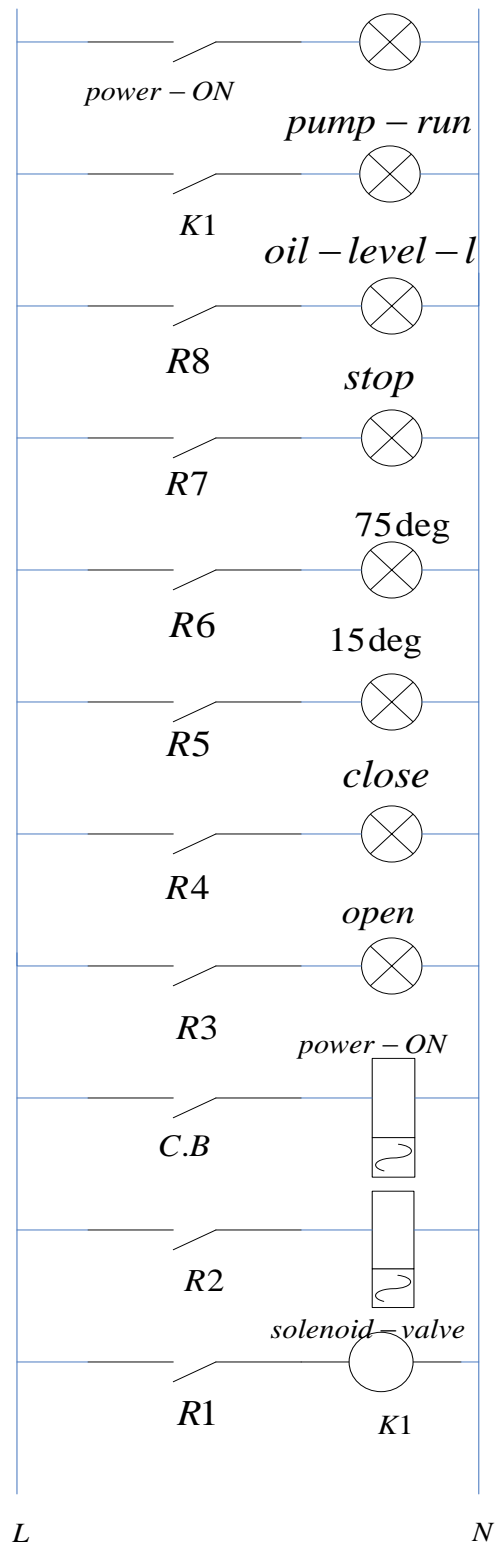 power – ON
pump – run
K1
oil – level – l
R8
stop
R7
75deg
R6
15deg
R5
close
R4
open
R3
power – ON
C.B
R2
solenoid – valve
R1
K1
L N